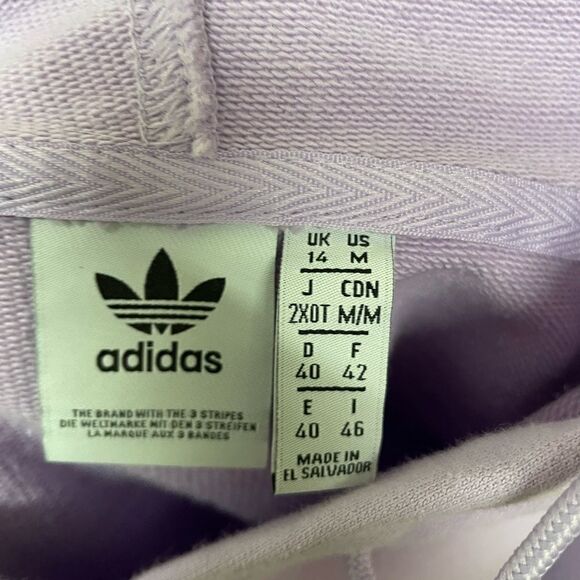 adidas
THE BRAND WITH THE 3 STRIPES
DIE WELTMARKE MIT DEN 3 STREIFEN
LA MARQUE AUX 3 BANDES
UK US
14 M
J CDN
2XOT M/M
D F
40 42
E I
40 46
MADE IN
EL SALVADOR